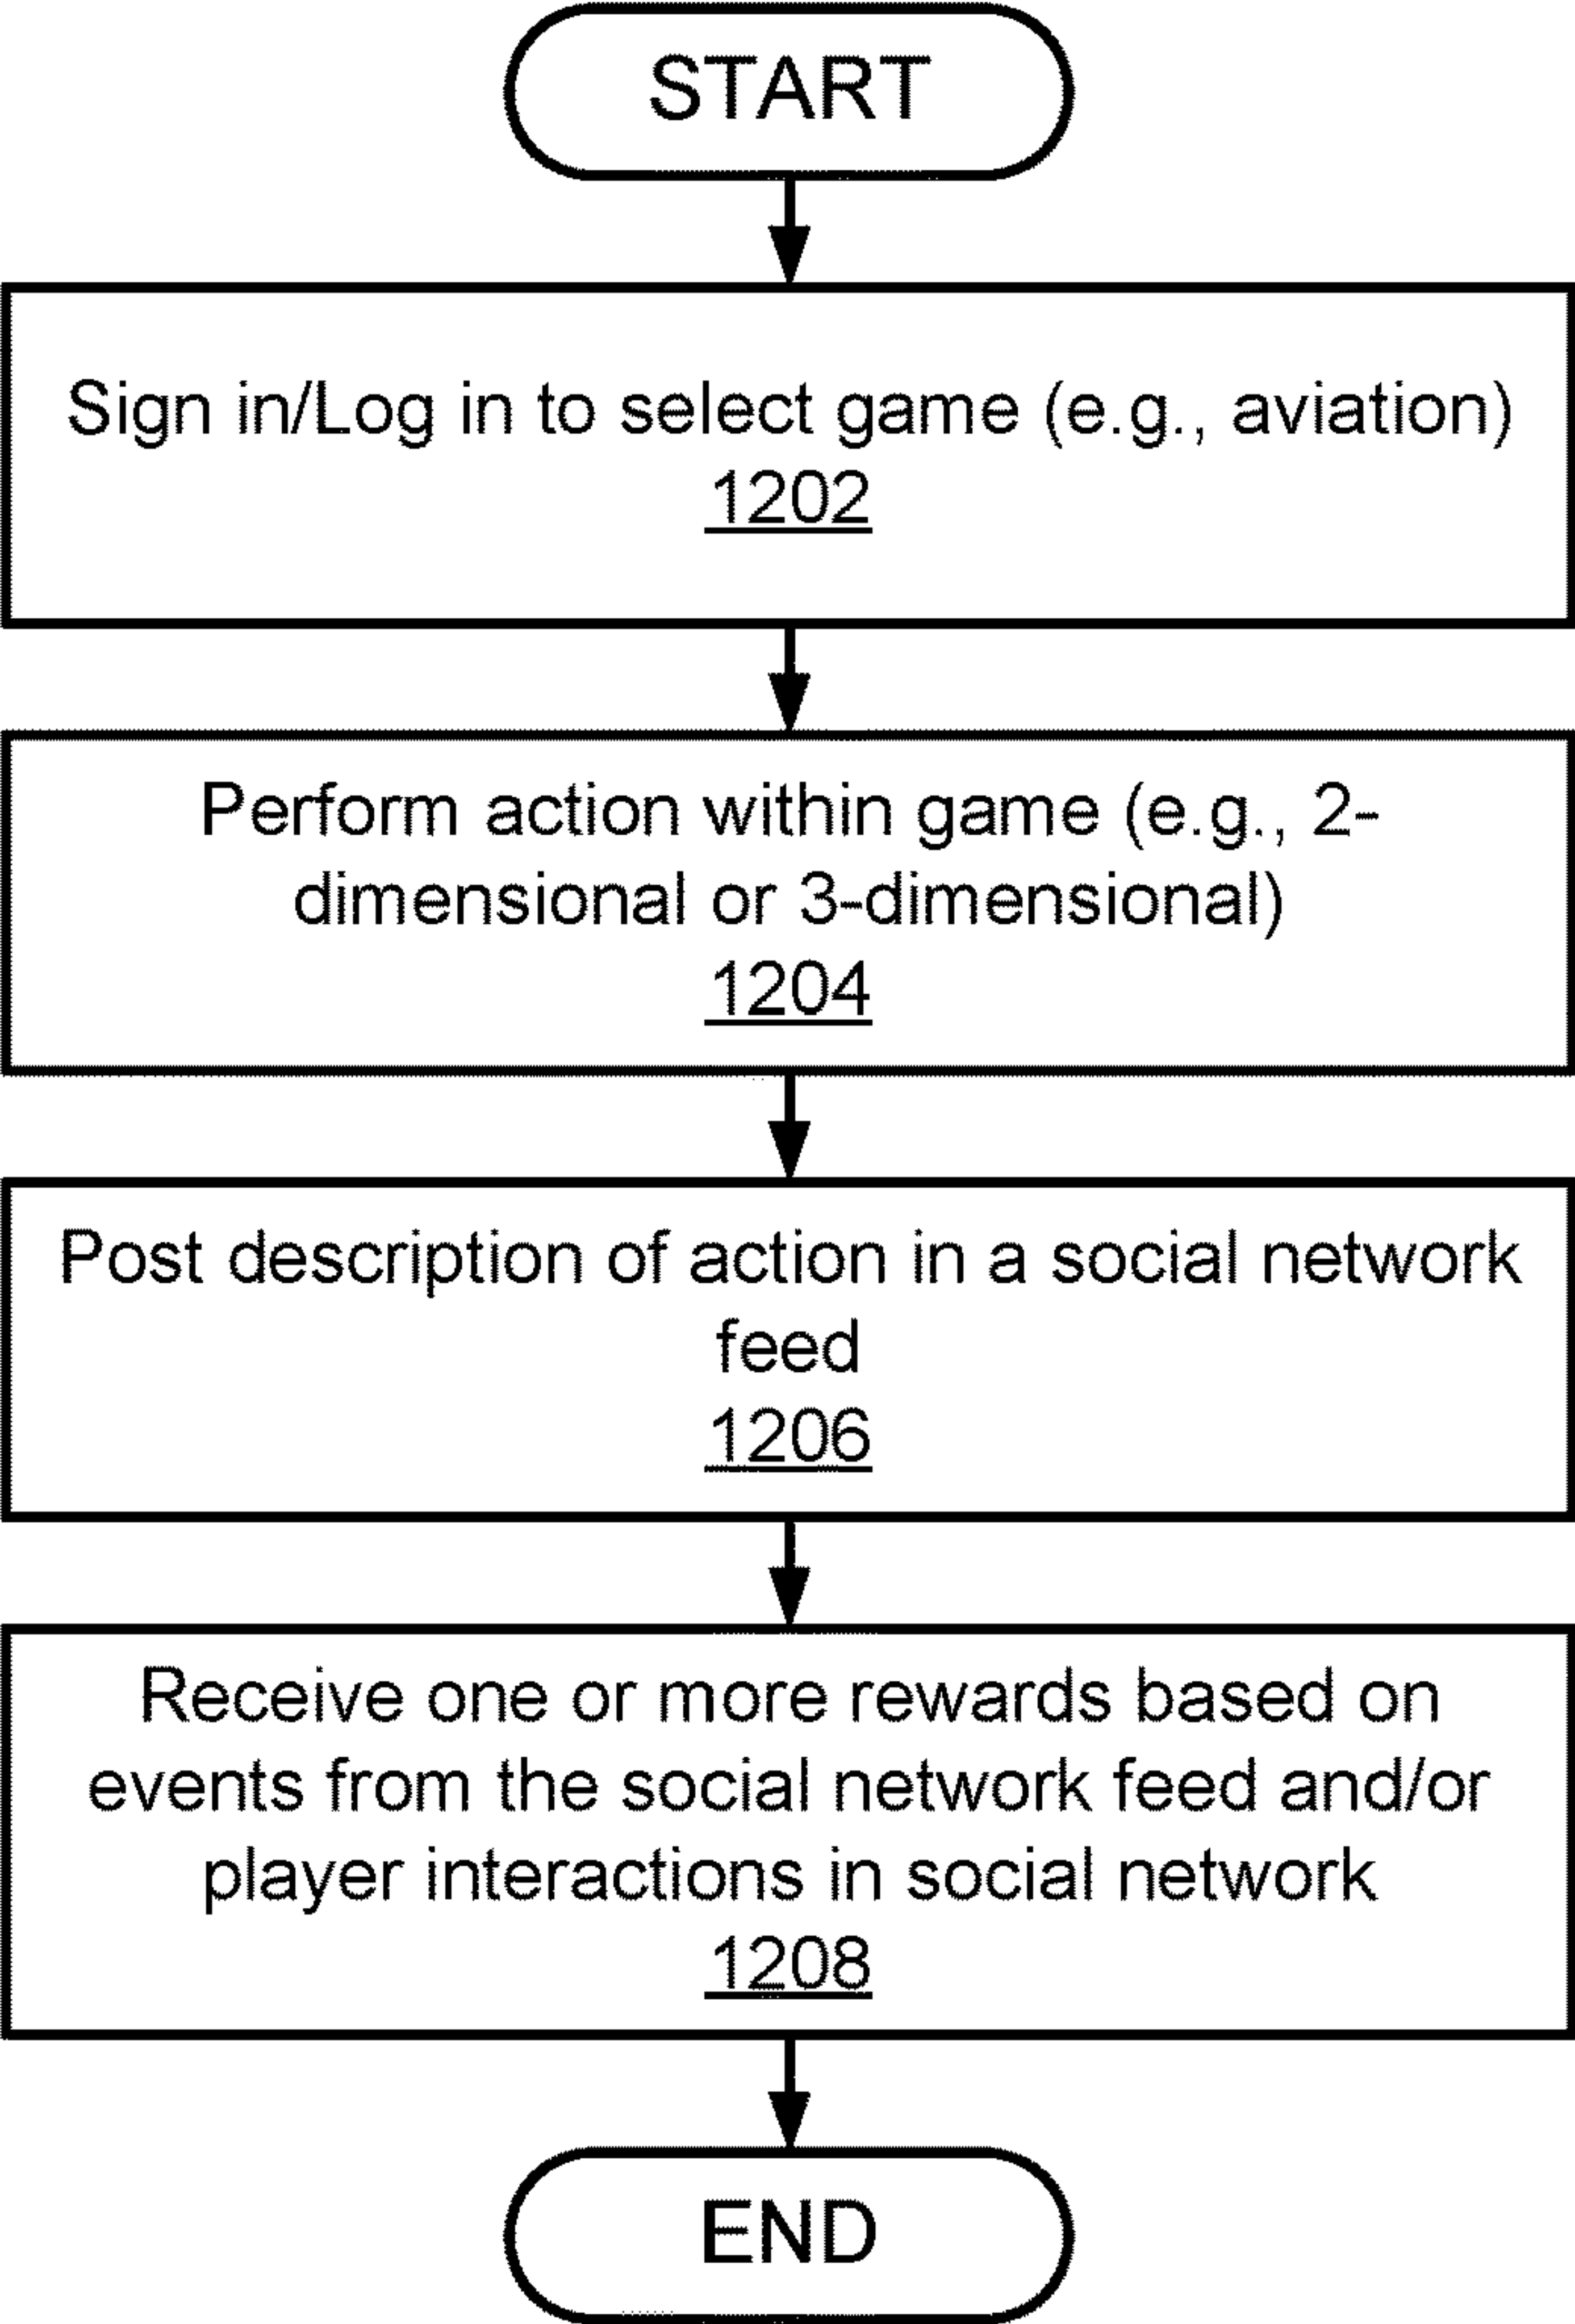 START
Sign in/Log in to select game (e.g., aviation)
1202
Perform action within game (e.g., 2-
dimensional or 3-dimensional)
1204
Post description of action in a social network
feed
1206
Receive one or more rewards based on
events from the social network feed and/or
player interactions in social network
1208
END